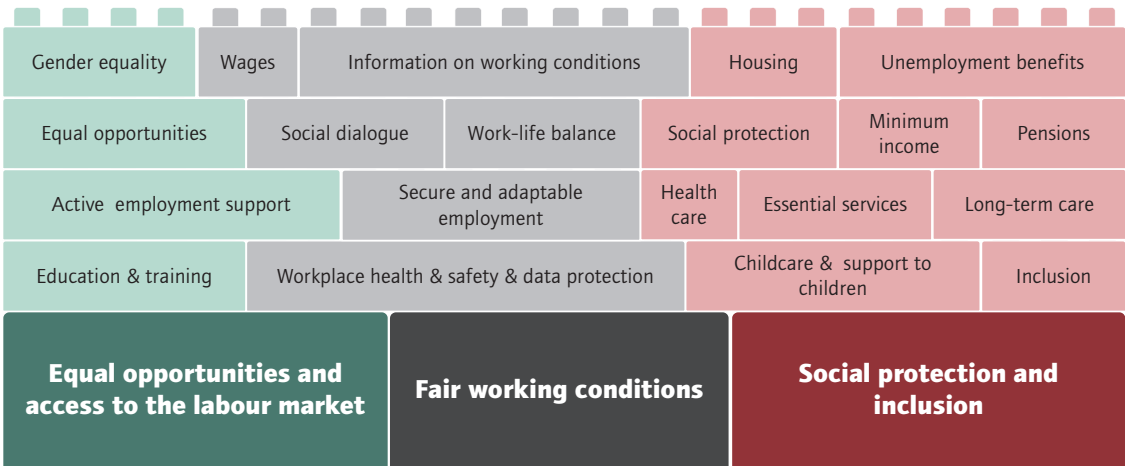 Gender equality
Wages
Information on working conditions
Housing
Unemployment benefits
Equal opportunities
Social dialogue
Work-life balance
Social protection
Minimum
income
Pensions
Active employment support
Secure and adaptable
employment
Health
care
Essential services
Long-term care
Education & training
Workplace health & safety & data protection
Childcare & support to
children
Inclusion
Equal opportunities and
access to the labour market
Fair working conditions
Social protection and
inclusion